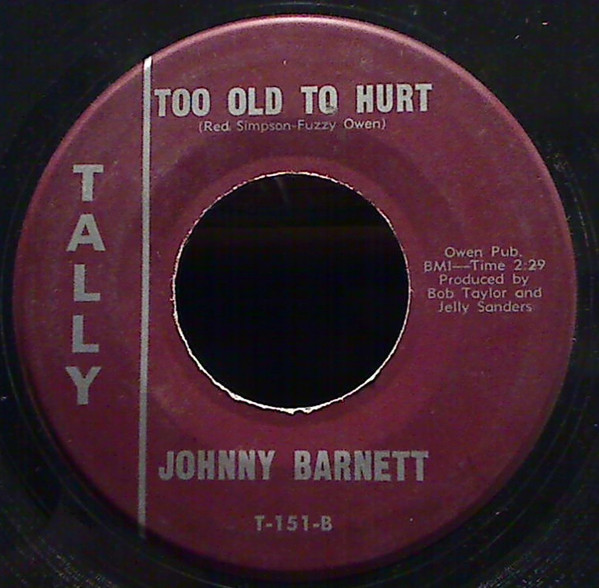 TOO OLD TO HURT
(Red Simpson-Fuzzy Owen)
TALLY
Owen Pub.
BMI—Time 2:29
Produced by
Bob Taylor and
Jelly Sanders
JOHNNY BARNETT
T-151-B